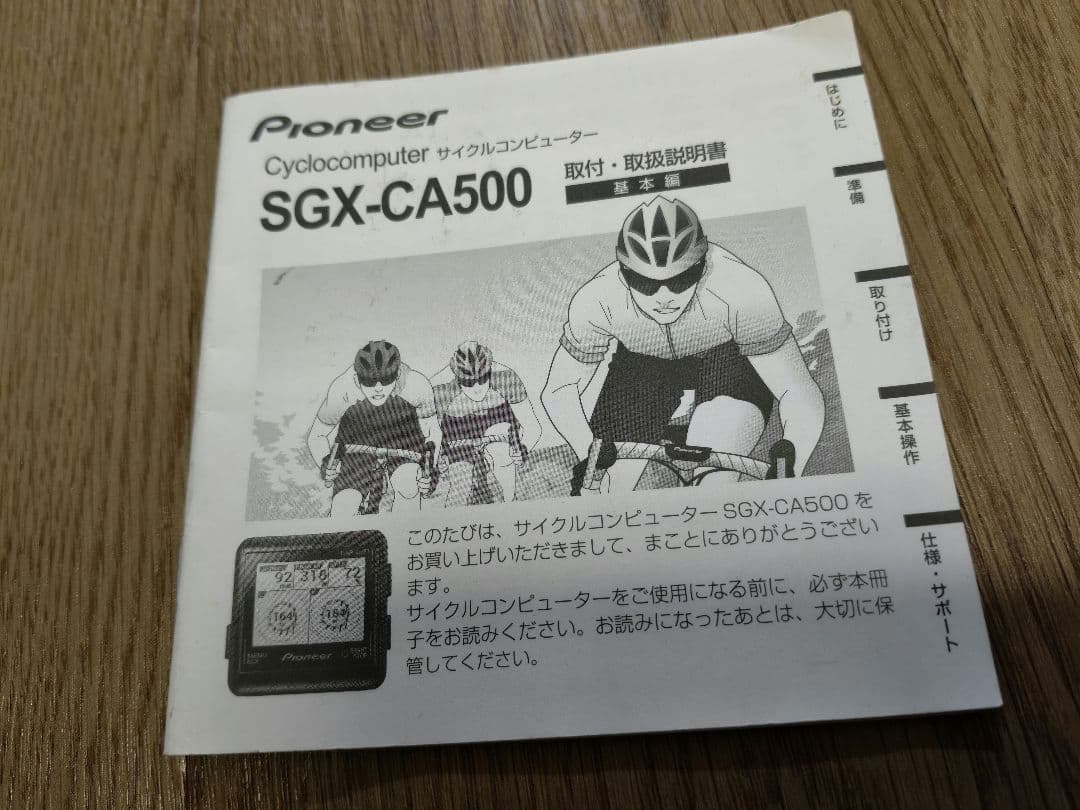 Pioneer
Cyclocomputer サイクルコンピューター
SGX-CA500
取付・取扱説明書
基本編
はじめに
準備
取り付け
基本操作
仕様・サポート
このたびは、サイクルコンピューター SGX-CA500 を
お買い上げいただきまして、まことにありがとうござい
ます。
サイクルコンピューターをご使用になる前に、必ず本冊
子をお読みください。お読みになったあとは、大切に保
管してください。
92 316 72
164 184
MENU
Pioneer